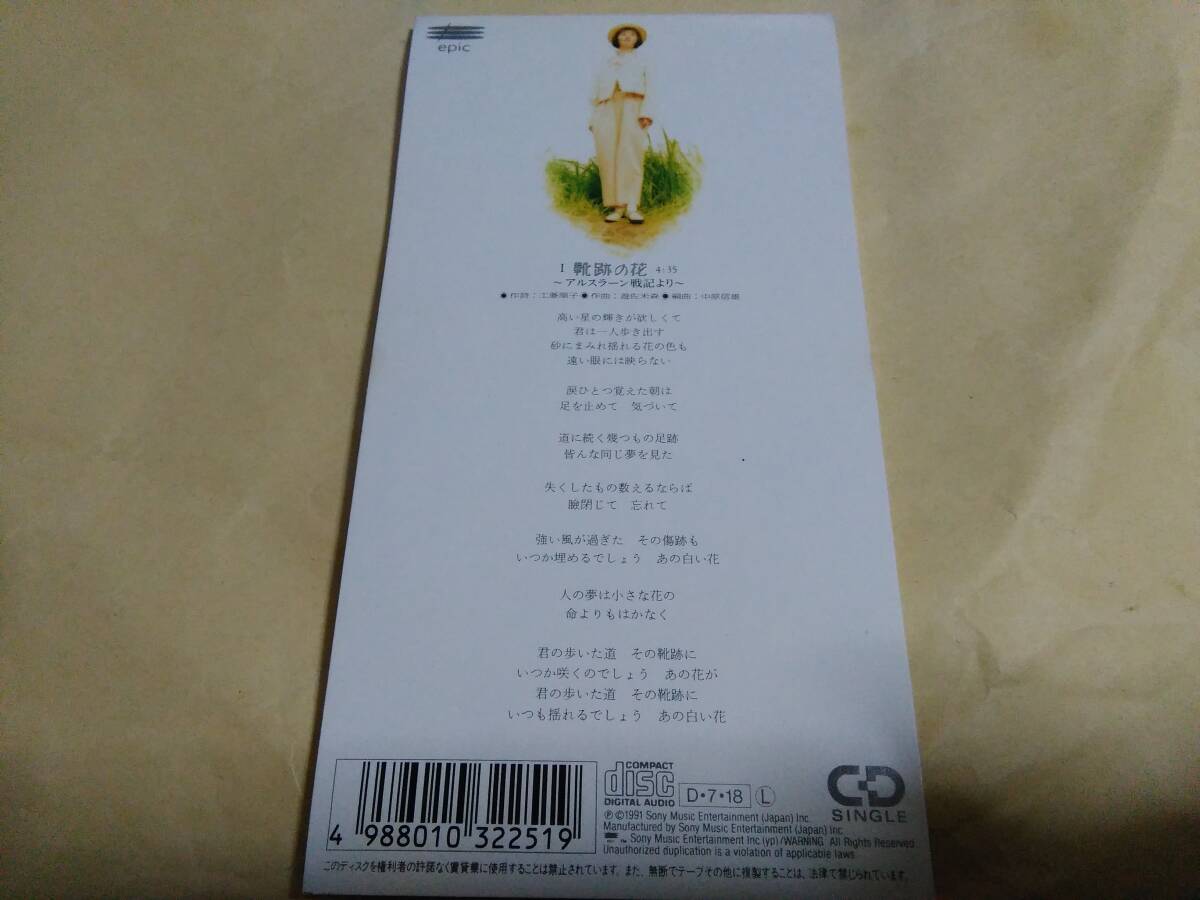 epic
1 靴跡の花 4:35
～アルスラーン戦記より～
●作詩：工藤順子●作曲：遊佐未森●編曲：中原信雄
高い星の輝きが欲しくて
君は一人歩き出す
砂にまみれ揺れる花の色も
遠い眼には映らない
涙ひとつ覚えた朝は
足を止めて　気づいて
道に続く幾つもの足跡
皆んな同じ夢を見た
失くしたもの数えるならば
瞼閉じて　忘れて
強い風が過ぎた　その傷跡も
いつか埋めるでしょう　あの白い花
人の夢は小さな花の
命よりもはかなく
君の歩いた道　その靴跡に
いつか咲くのでしょう　あの花が
君の歩いた道　その靴跡に
いつも揺れるでしょう　あの白い花
4 988010 322519
COMPACT disc DIGITAL AUDIO
D・7・18 L
CD SINGLE
Ⓟ©1991 Sony Music Entertainment (Japan) Inc.
Manufactured by Sony Music Entertainment (Japan) Inc.
epic ™ Sony Music Entertainment Inc (yp)/WARNING All Rights Reserved
Unauthorized duplication is a violation of applicable laws
このディスクを権利者の許諾なく賃貸業に使用することは禁止されています。また、無断でテープその他に複製することは、法律で禁じられています。